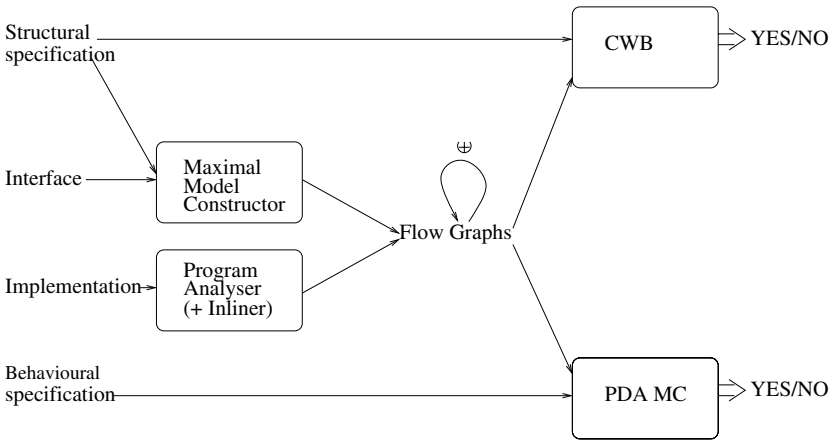 Structural
specification
CWB
YES/NO
Interface
Maximal
Model
Constructor
⊎
Flow Graphs
Implementation
Program
Analyser
(+ Inliner)
Behavioural
specification
PDA MC
YES/NO